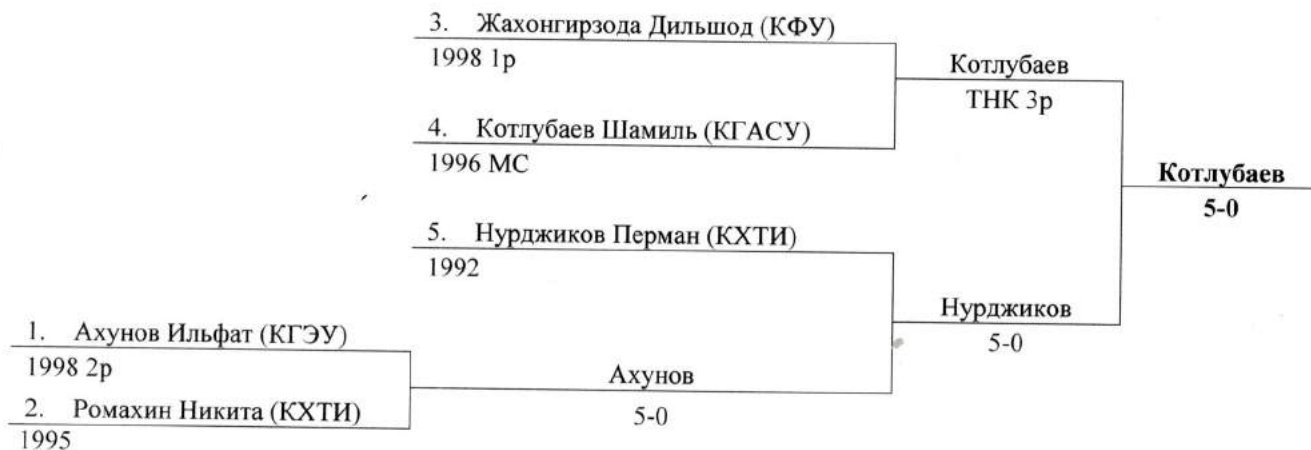 3. Жахонгирзода Дильшод (КФУ)
1998 1р
Котлубаев
ТНК 3р
4. Котлубаев Шамиль (КГАСУ)
1996 МС
Котлубаев
5-0
5. Нурджиков Перман (КХТИ)
1992
Нурджиков
5-0
1. Ахунов Ильфат (КГЭУ)
1998 2р
Ахунов
5-0
2. Ромахин Никита (КХТИ)
1995